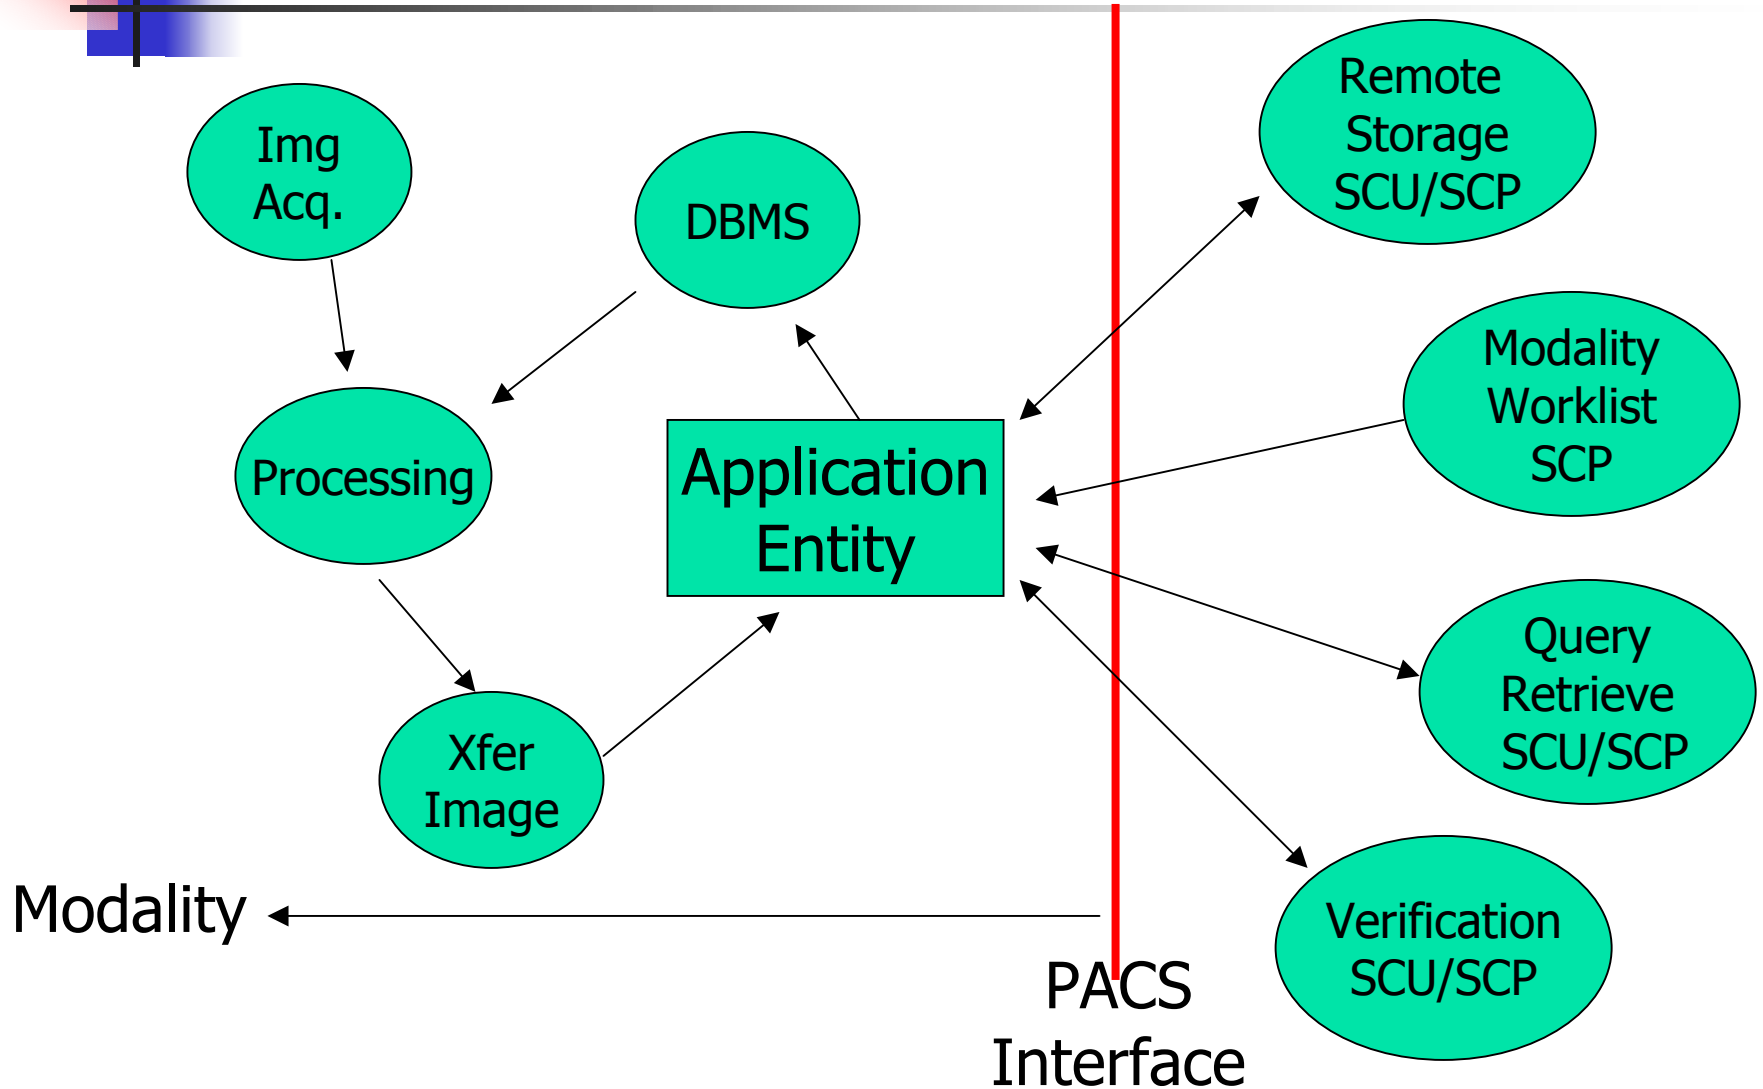 Img
Acq.
DBMS
Processing
Xfer
Image
Application
Entity
Remote
Storage
SCU/SCP
Modality
Worklist
SCP
Query
Retrieve
SCU/SCP
Verification
SCU/SCP
Modality
PACS
Interface